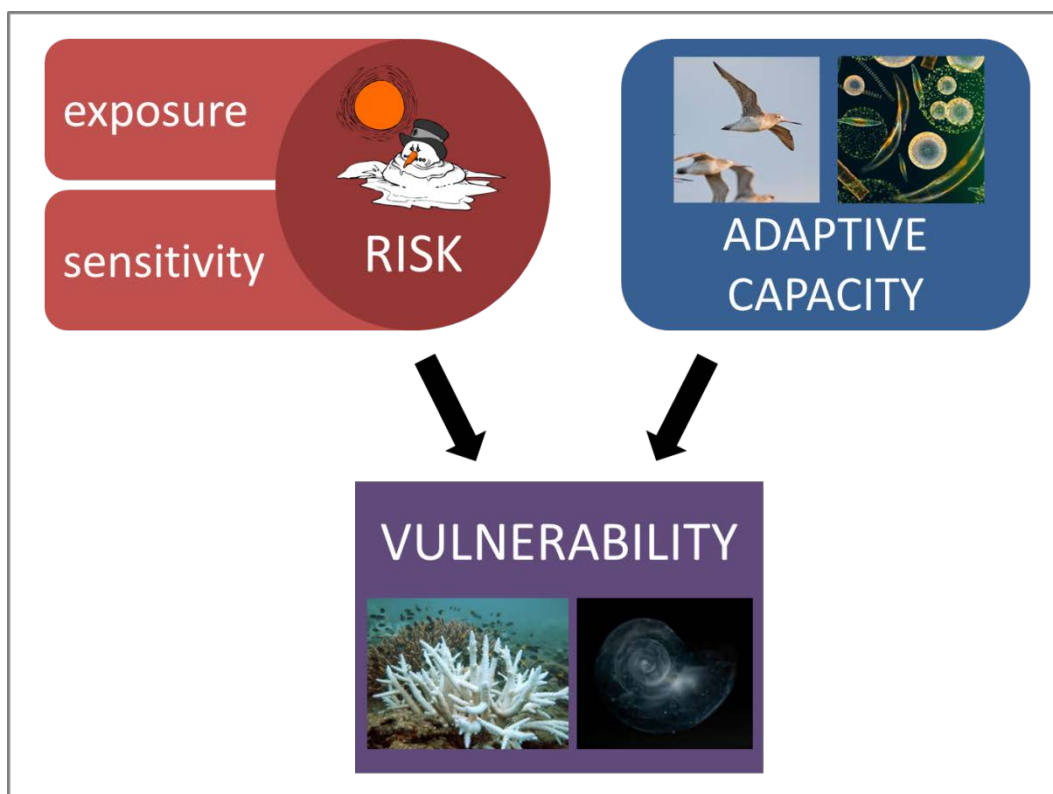 exposure
sensitivity
RISK
ADAPTIVE
CAPACITY
VULNERABILITY